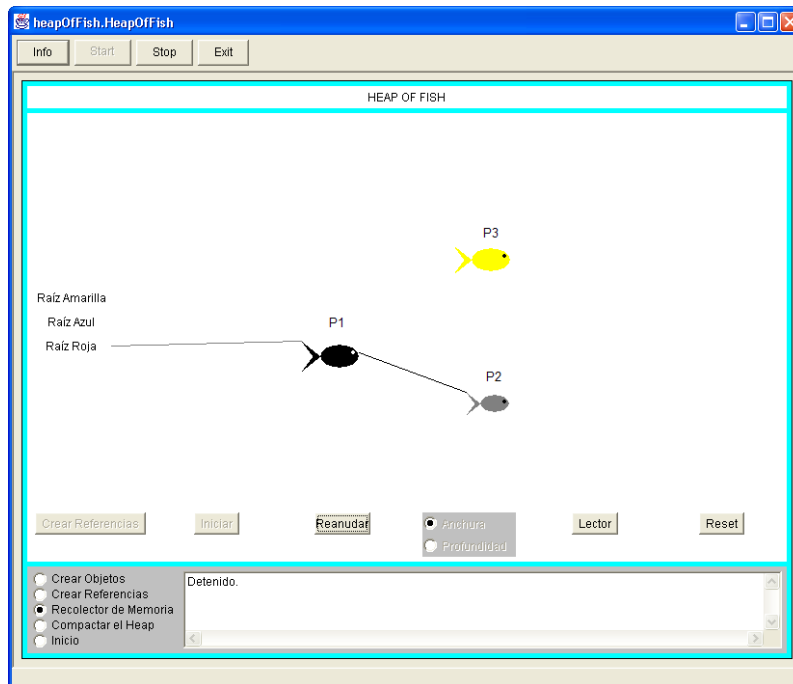 heapOfFish.HeapOfFish
Info Start Stop Exit
HEAP OF FISH
P3
Raíz Amarilla
Raíz Azul
P1
Raíz Roja
P2
Crear Referencias Iniciar Reanudar Anchura Lector Reset
Profundidad
Crear Objetos
Crear Referencias
Recolector de Memoria
Compactar el Heap
Inicio
Detenido.